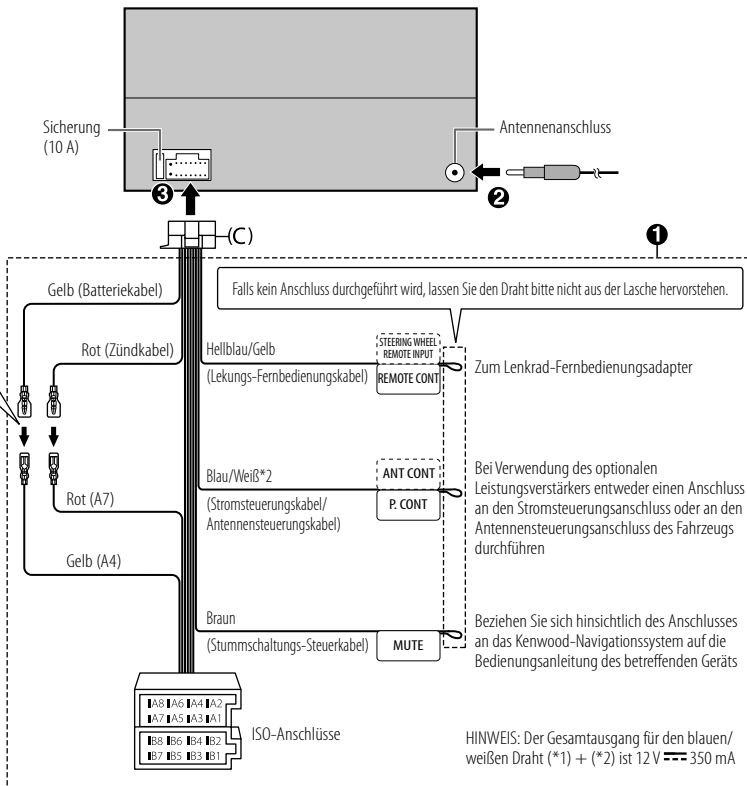 Sicherung
(10 A)
Antennenanschluss
❸
❷
(C)
❶
Gelb (Batteriekabel)
Falls kein Anschluss durchgeführt wird, lassen Sie den Draht bitte nicht aus der Lasche hervorstehen.
Rot (Zündkabel)
Hellblau/Gelb
(Lekungs-Fernbedienungskabel)
STEERING WHEEL
REMOTE INPUT
REMOTE CONT
Zum Lenkrad-Fernbedienungsadapter
Blau/Weiß*2
(Stromsteuerungskabel/
Antennensteuerungskabel)
ANT CONT
P. CONT
Bei Verwendung des optionalen
Leistungsverstärkers entweder einen Anschluss
an den Stromsteuerungsanschluss oder an den
Antennensteuerungsanschluss des Fahrzeugs
durchführen
Rot (A7)
Gelb (A4)
Braun
(Stummschaltungs-Steuerkabel)
MUTE
Beziehen Sie sich hinsichtlich des Anschlusses
an das Kenwood-Navigationssystem auf die
Bedienungsanleitung des betreffenden Geräts
A8 A6 A4 A2
A7 A5 A3 A1
B8 B6 B4 B2
B7 B5 B3 B1
ISO-Anschlüsse
HINWEIS: Der Gesamtausgang für den blauen/
weißen Draht (*1) + (*2) ist 12 V ⎓ 350 mA